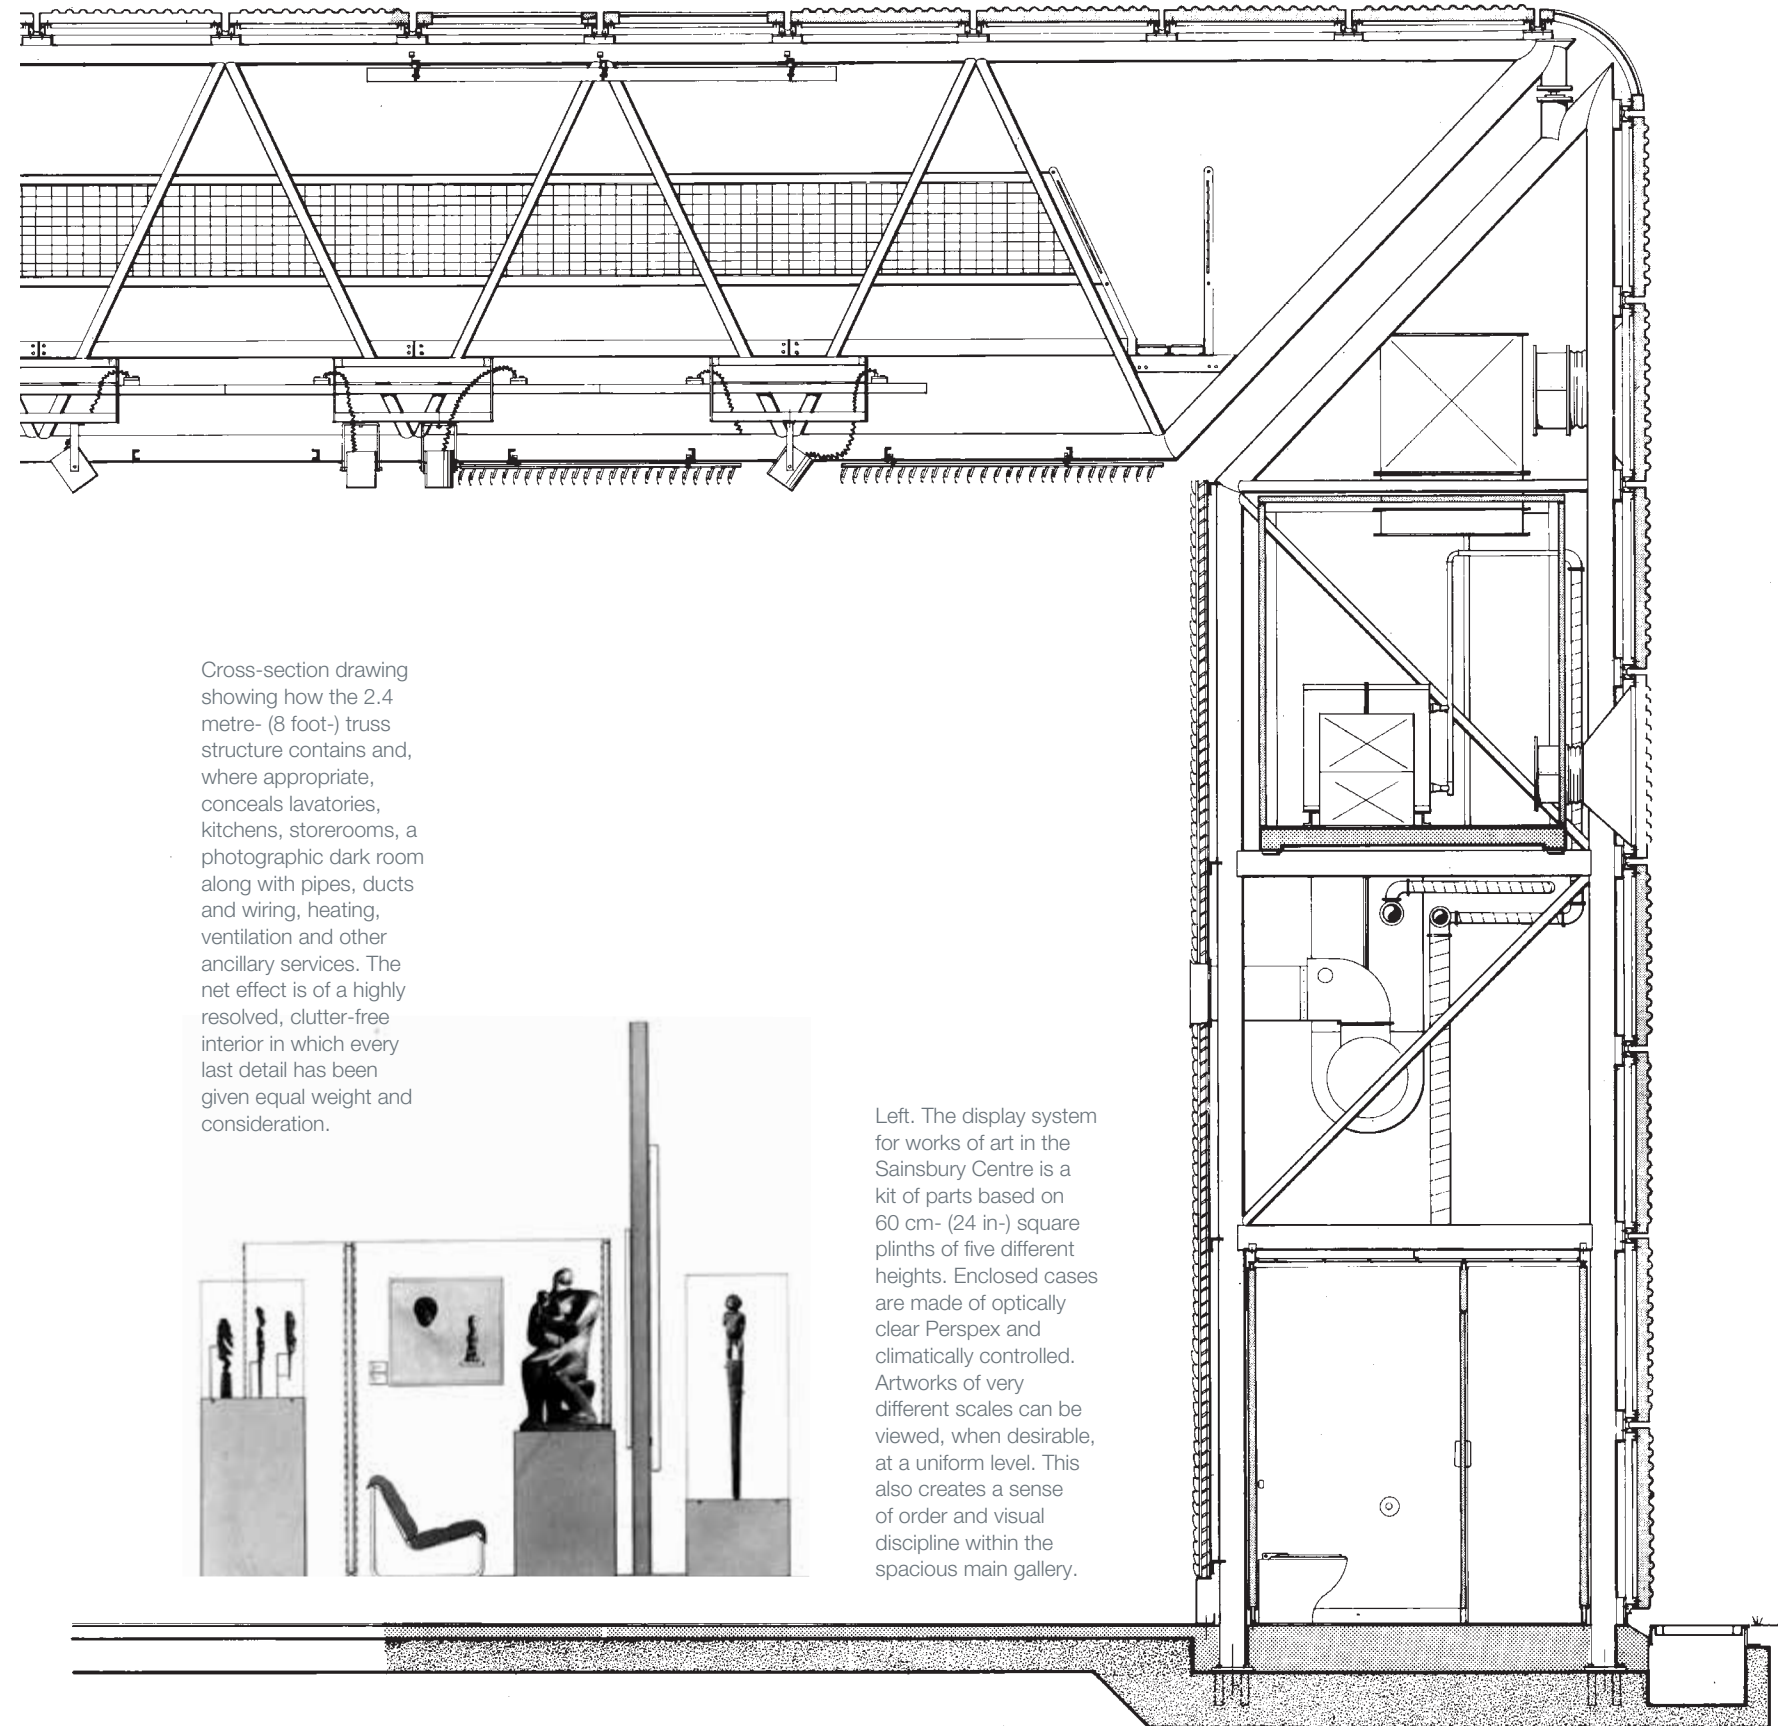 Cross-section drawing
showing how the 2.4
metre- (8 foot-) truss
structure contains and,
where appropriate,
conceals lavatories,
kitchens, storerooms, a
photographic dark room
along with pipes, ducts
and wiring, heating,
ventilation and other
ancillary services. The
net effect is of a highly
resolved, clutter-free
interior in which every
last detail has been
given equal weight and
consideration.
Left. The display system
for works of art in the
Sainsbury Centre is a
kit of parts based on
60 cm- (24 in-) square
plinths of five different
heights. Enclosed cases
are made of optically
clear Perspex and
climatically controlled.
Artworks of very
different scales can be
viewed, when desirable,
at a uniform level. This
also creates a sense
of order and visual
discipline within the
spacious main gallery.